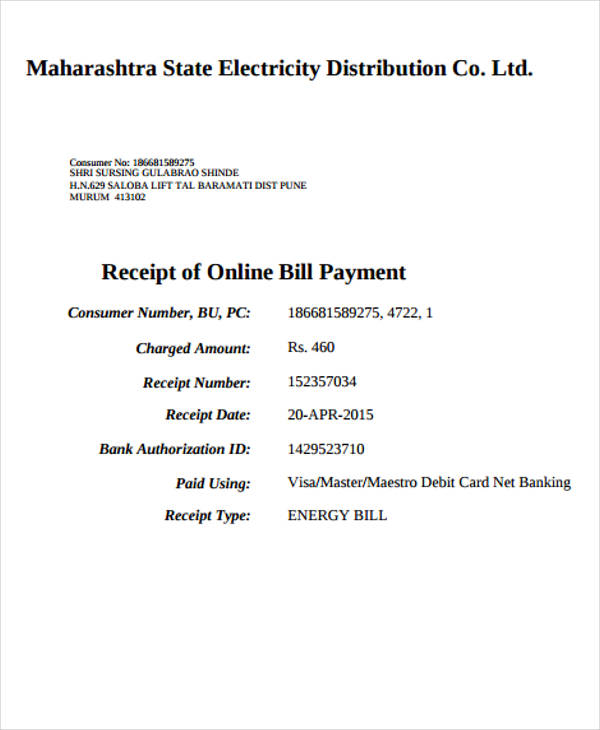 Maharashtra State Electricity Distribution Co. Ltd.
Consumer No: 186681589275
SHRI SURSING GULABRAO SHINDE
H.N.629 SALOBA LIFT TAL BARAMATI DIST PUNE
MURUM 413102
Receipt of Online Bill Payment
Consumer Number, BU, PC: 186681589275, 4722, 1
Charged Amount: Rs. 460
Receipt Number: 152357034
Receipt Date: 20-APR-2015
Bank Authorization ID: 1429523710
Paid Using: Visa/Master/Maestro Debit Card Net Banking
Receipt Type: ENERGY BILL